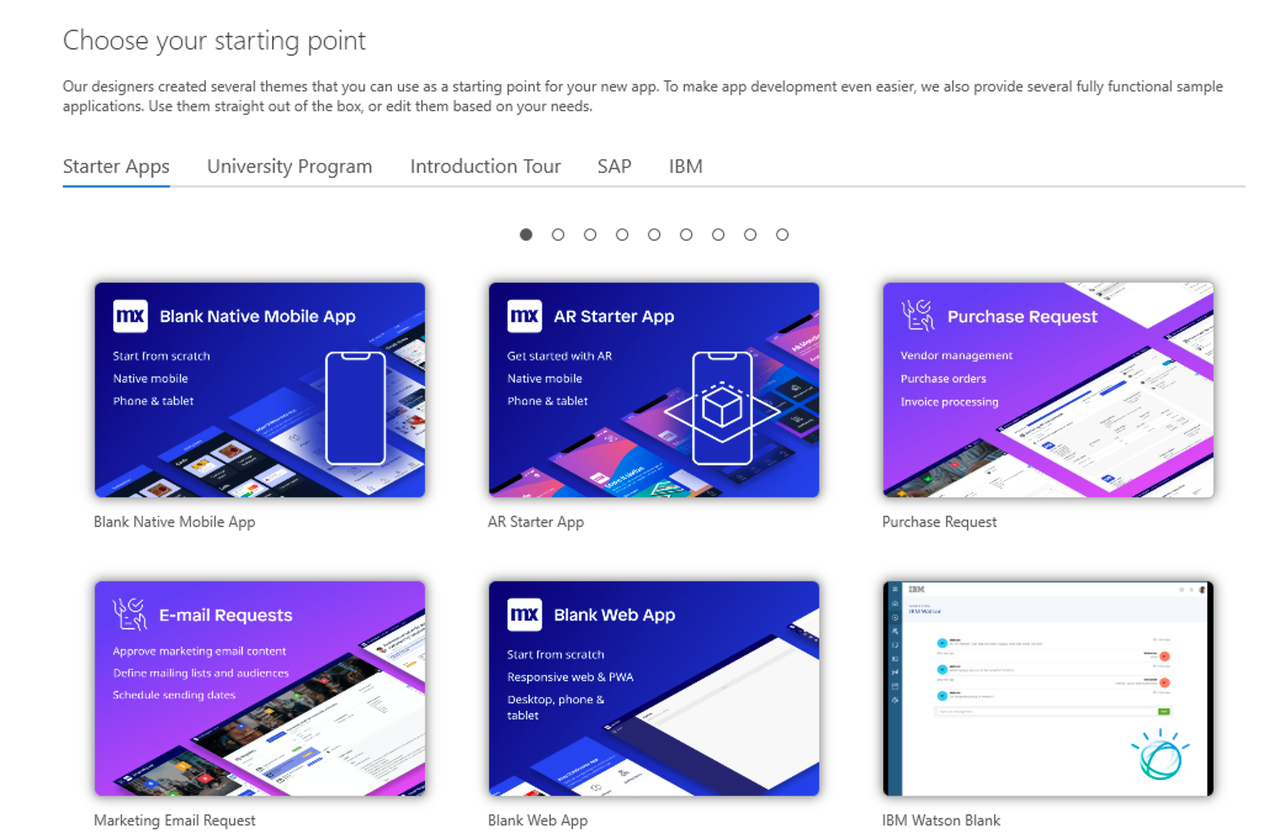 Choose your starting point
Our designers created several themes that you can use as a starting point for your new app. To make app development even easier, we also provide several fully functional sample
applications. Use them straight out of the box, or edit them based on your needs.
Starter Apps University Program Introduction Tour SAP IBM
mx Blank Native Mobile App
Start from scratch
Native mobile
Phone & tablet
Blank Native Mobile App
mx AR Starter App
Get started with AR
Native mobile
Phone & tablet
AR Starter App
Purchase Request
Vendor management
Purchase orders
Invoice processing
Purchase Request
E-mail Requests
Approve marketing email content
Define mailing lists and audiences
Schedule sending dates
Marketing Email Request
mx Blank Web App
Start from scratch
Responsive web & PWA
Desktop, phone &
tablet
Blank Web App
IBM
IBM Watson
IBM Watson Blank